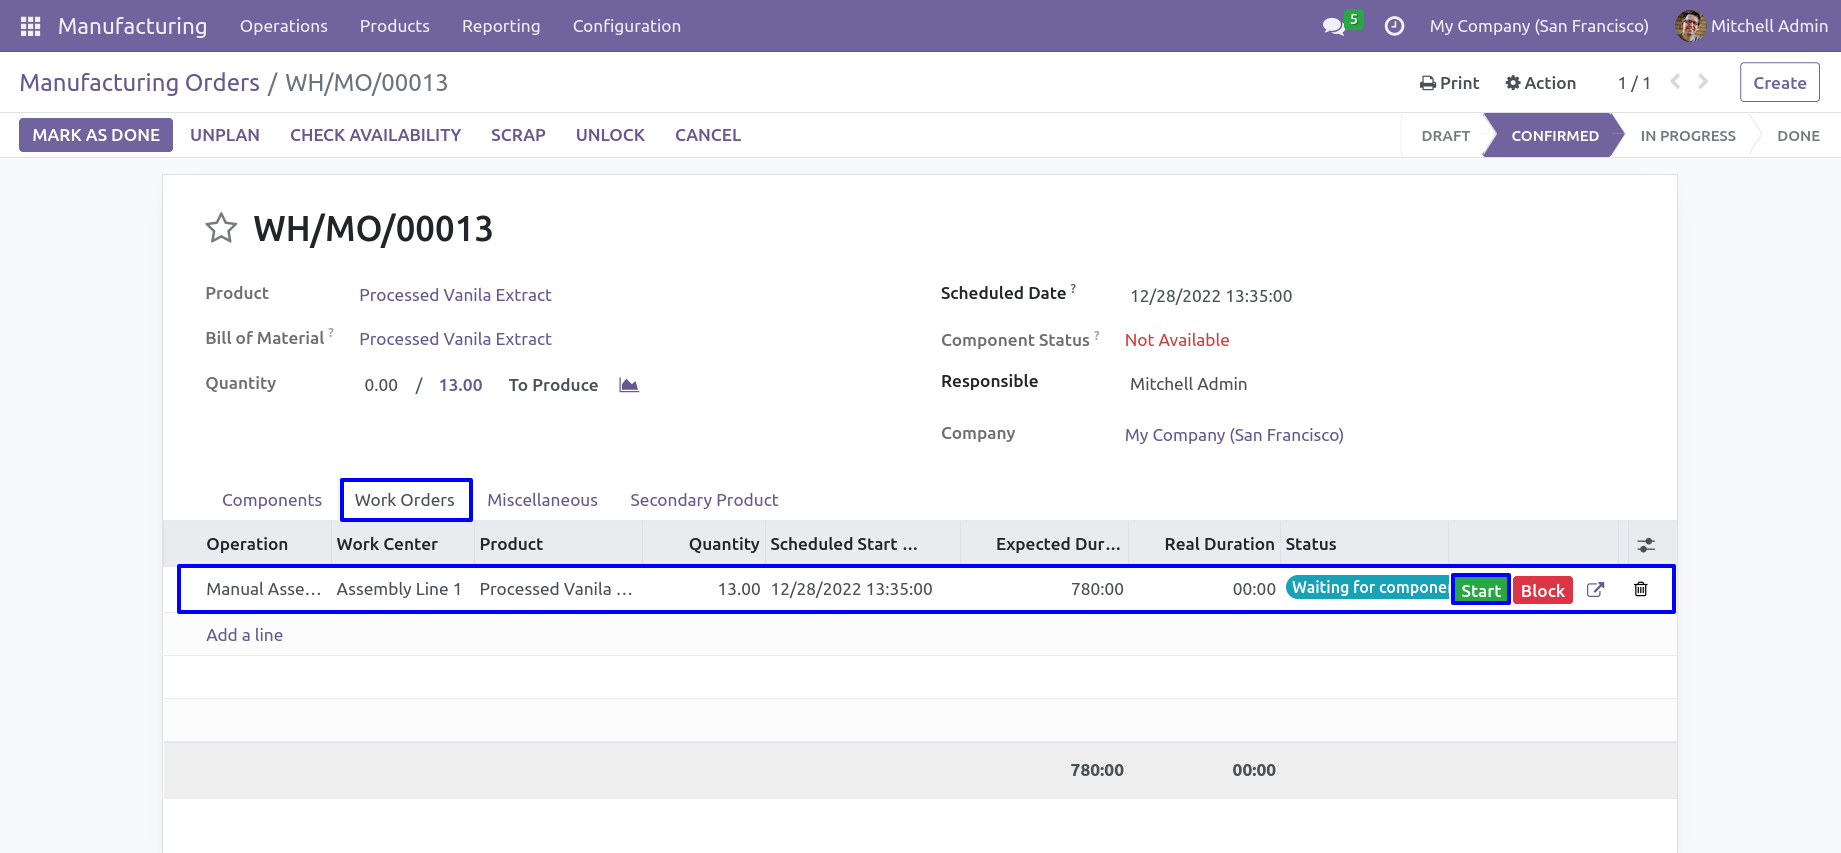 Manufacturing Operations Products Reporting Configuration 5 My Company (San Francisco) Mitchell Admin
Manufacturing Orders / WH/MO/00013 Print Action 1 / 1 Create
MARK AS DONE UNPLAN CHECK AVAILABILITY SCRAP UNLOCK CANCEL DRAFT CONFIRMED IN PROGRESS DONE
WH/MO/00013
Product Processed Vanila Extract Scheduled Date ? 12/28/2022 13:35:00
Bill of Material ? Processed Vanila Extract Component Status ? Not Available
Quantity 0.00 / 13.00 To Produce Responsible Mitchell Admin
Company My Company (San Francisco)
Components Work Orders Miscellaneous Secondary Product
Operation Work Center Product Quantity Scheduled Start ... Expected Dur... Real Duration Status
Manual Asse... Assembly Line 1 Processed Vanila ... 13.00 12/28/2022 13:35:00 780:00 00:00 Waiting for compone Start Block
Add a line
780:00 00:00